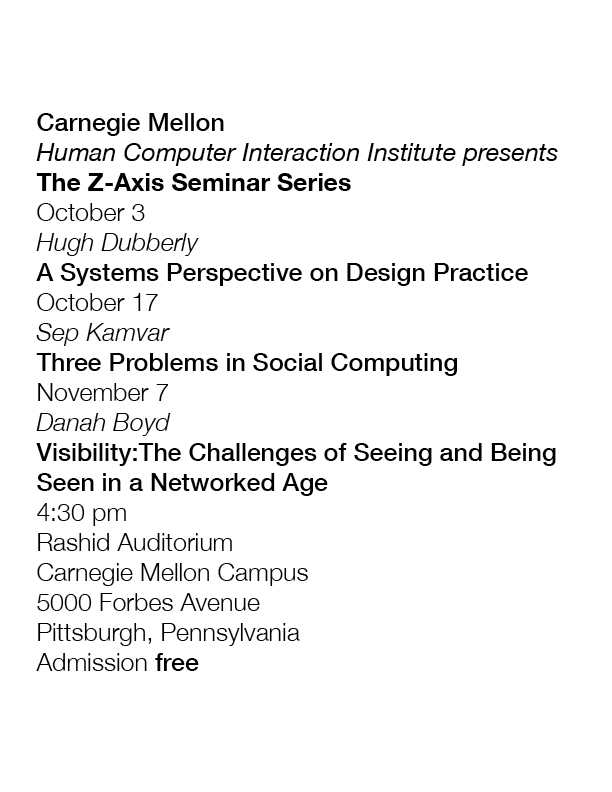 Carnegie Mellon
Human Computer Interaction Institute presents
The Z-Axis Seminar Series
October 3
Hugh Dubberly
A Systems Perspective on Design Practice
October 17
Sep Kamvar
Three Problems in Social Computing
November 7
Danah Boyd
Visibility:The Challenges of Seeing and Being
Seen in a Networked Age
4:30 pm
Rashid Auditorium
Carnegie Mellon Campus
5000 Forbes Avenue
Pittsburgh, Pennsylvania
Admission free